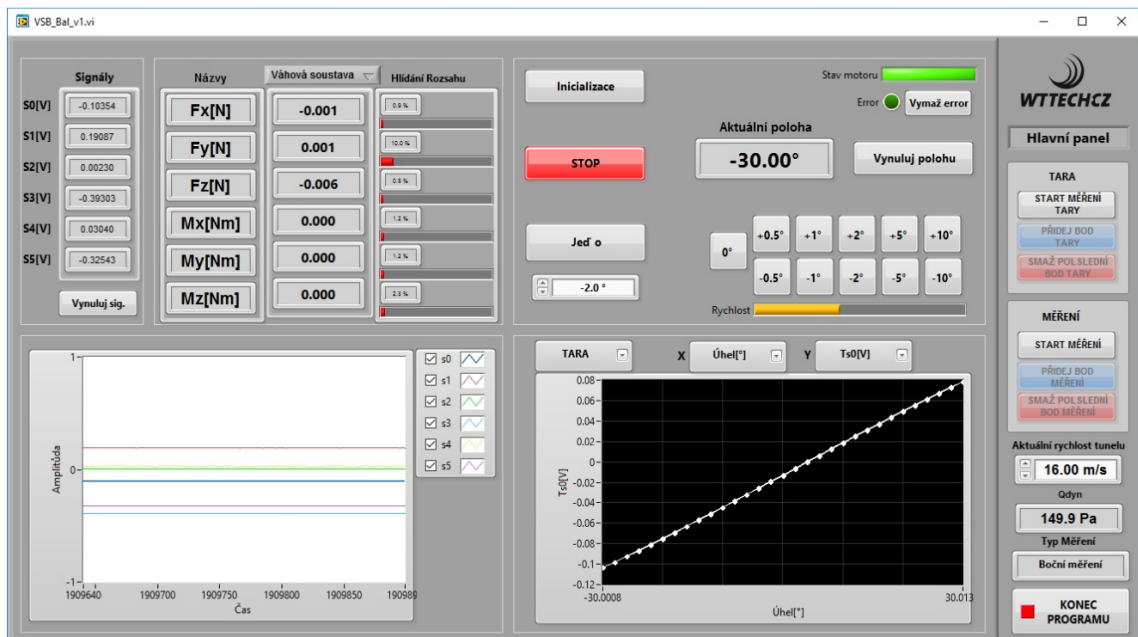 VSB_Bal_v1.vi
Signály
S0[V] -0.10354
S1[V] 0.19087
S2[V] 0.00230
S3[V] -0.39303
S4[V] 0.03040
S5[V] -0.32543
Vynuluj sig.
Názvy Váhová soustava Hlídání Rozsahu
Fx[N] -0.001 0.9 %
Fy[N] 0.001 10.0 %
Fz[N] -0.006
Mx[Nm] 0.000 1.2 %
My[Nm] 0.000 1.2 %
Mz[Nm] 0.000 2.3 %
Inicializace
STOP
Jeď o
-2.0 °
Stav motoru
Error Vymaž error
Aktuální poloha
-30.00° Vynuluj polohu
0°
+0.5° +1° +2° +5° +10°
-0.5° -1° -2° -5° -10°
Rychlost
Amplitůda
1
0
-1
1909640 1909700 1909750 1909800 1909850 190989
Čas
s0
s1
s2
s3
s4
s5
TARA X Úhel[°] Y Ts0[V]
Ts0[V]
0.08
0.06
0.04
0.02
0
-0.02
-0.04
-0.06
-0.08
-0.1
-0.12
-30.0008 30.013
Úhel[°]
WTTECHCZ
Hlavní panel
TARA
START MĚŘENÍ
TARY
PŘIDEJ BOD
TARY
SMAŽ POLSLEDNÍ
BOD TARY
MĚŘENÍ
START MĚŘENÍ
PŘIDEJ BOD
MĚŘENÍ
SMAŽ POLSLEDNÍ
BOD MĚŘENÍ
Aktuální rychlost tunelu
16.00 m/s
Qdyn
149.9 Pa
Typ Měření
Boční měření
KONEC
PROGRAMU